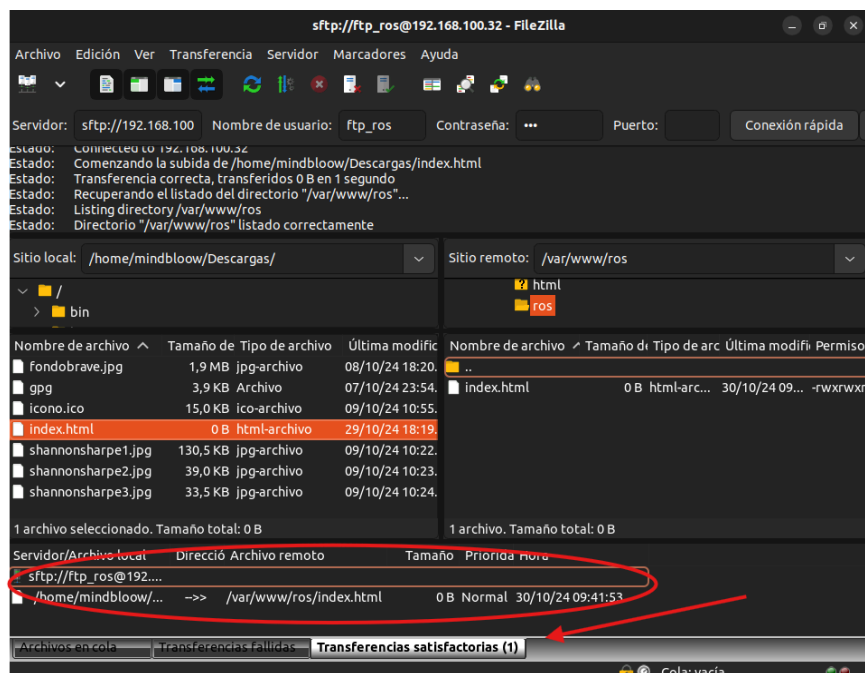 sftp://ftp_ros@192.168.100.32 - FileZilla
Archivo Edición Ver Transferencia Servidor Marcadores Ayuda
Servidor: sftp://192.168.100 Nombre de usuario: ftp_ros Contraseña: ••• Puerto: Conexión rápida
Estado: Connected to 192.168.100.32
Estado: Comenzando la subida de /home/mindbloow/Descargas/index.html
Estado: Transferencia correcta, transferidos 0 B en 1 segundo
Estado: Recuperando el listado del directorio "/var/www/ros"...
Estado: Listing directory /var/www/ros
Estado: Directorio "/var/www/ros" listado correctamente
Sitio local: /home/mindbloow/Descargas/ Sitio remoto: /var/www/ros
/ html
bin ros
Nombre de archivo Tamaño de Tipo de archivo Última modific Nombre de archivo Tamaño de Tipo de arc Última modifi Permiso
fondobrave.jpg 1,9 MB jpg-archivo 08/10/24 18:20. ..
gpg 3,9 KB Archivo 07/10/24 23:54. index.html 0 B html-arc... 30/10/24 09... -rwxrwxr
icono.ico 15,0 KB ico-archivo 09/10/24 10:55.
index.html 0 B html-archivo 29/10/24 18:19.
shannonsharpe1.jpg 130,5 KB jpg-archivo 09/10/24 10:22.
shannonsharpe2.jpg 39,0 KB jpg-archivo 09/10/24 10:23.
shannonsharpe3.jpg 33,5 KB jpg-archivo 09/10/24 10:24.
1 archivo seleccionado. Tamaño total: 0 B 1 archivo. Tamaño total: 0 B
Servidor/Archivo local Direcció Archivo remoto Tamaño Priorida Hora
sftp://ftp_ros@192....
/home/mindbloow/... -->> /var/www/ros/index.html 0 B Normal 30/10/24 09:41:53
Archivos en cola Transferencias fallidas Transferencias satisfactorias (1)
Cola: vacía